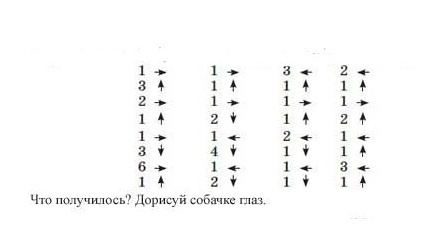 1 → 1 → 3 ← 2 ←
3 ↑ 1 ↑ 1 ↑ 1 ↑
2 → 1 → 1 → 1 →
1 ↑ 2 ↓ 1 ↑ 2 ↑
1 → 1 ← 2 ← 1 ←
3 ↓ 4 ↓ 1 ↓ 1 ↑
6 → 1 ← 1 ← 3 ←
1 ↑ 2 ↓ 1 ↓ 1 ↑
Что получилось? Дорисуй собачке глаз.